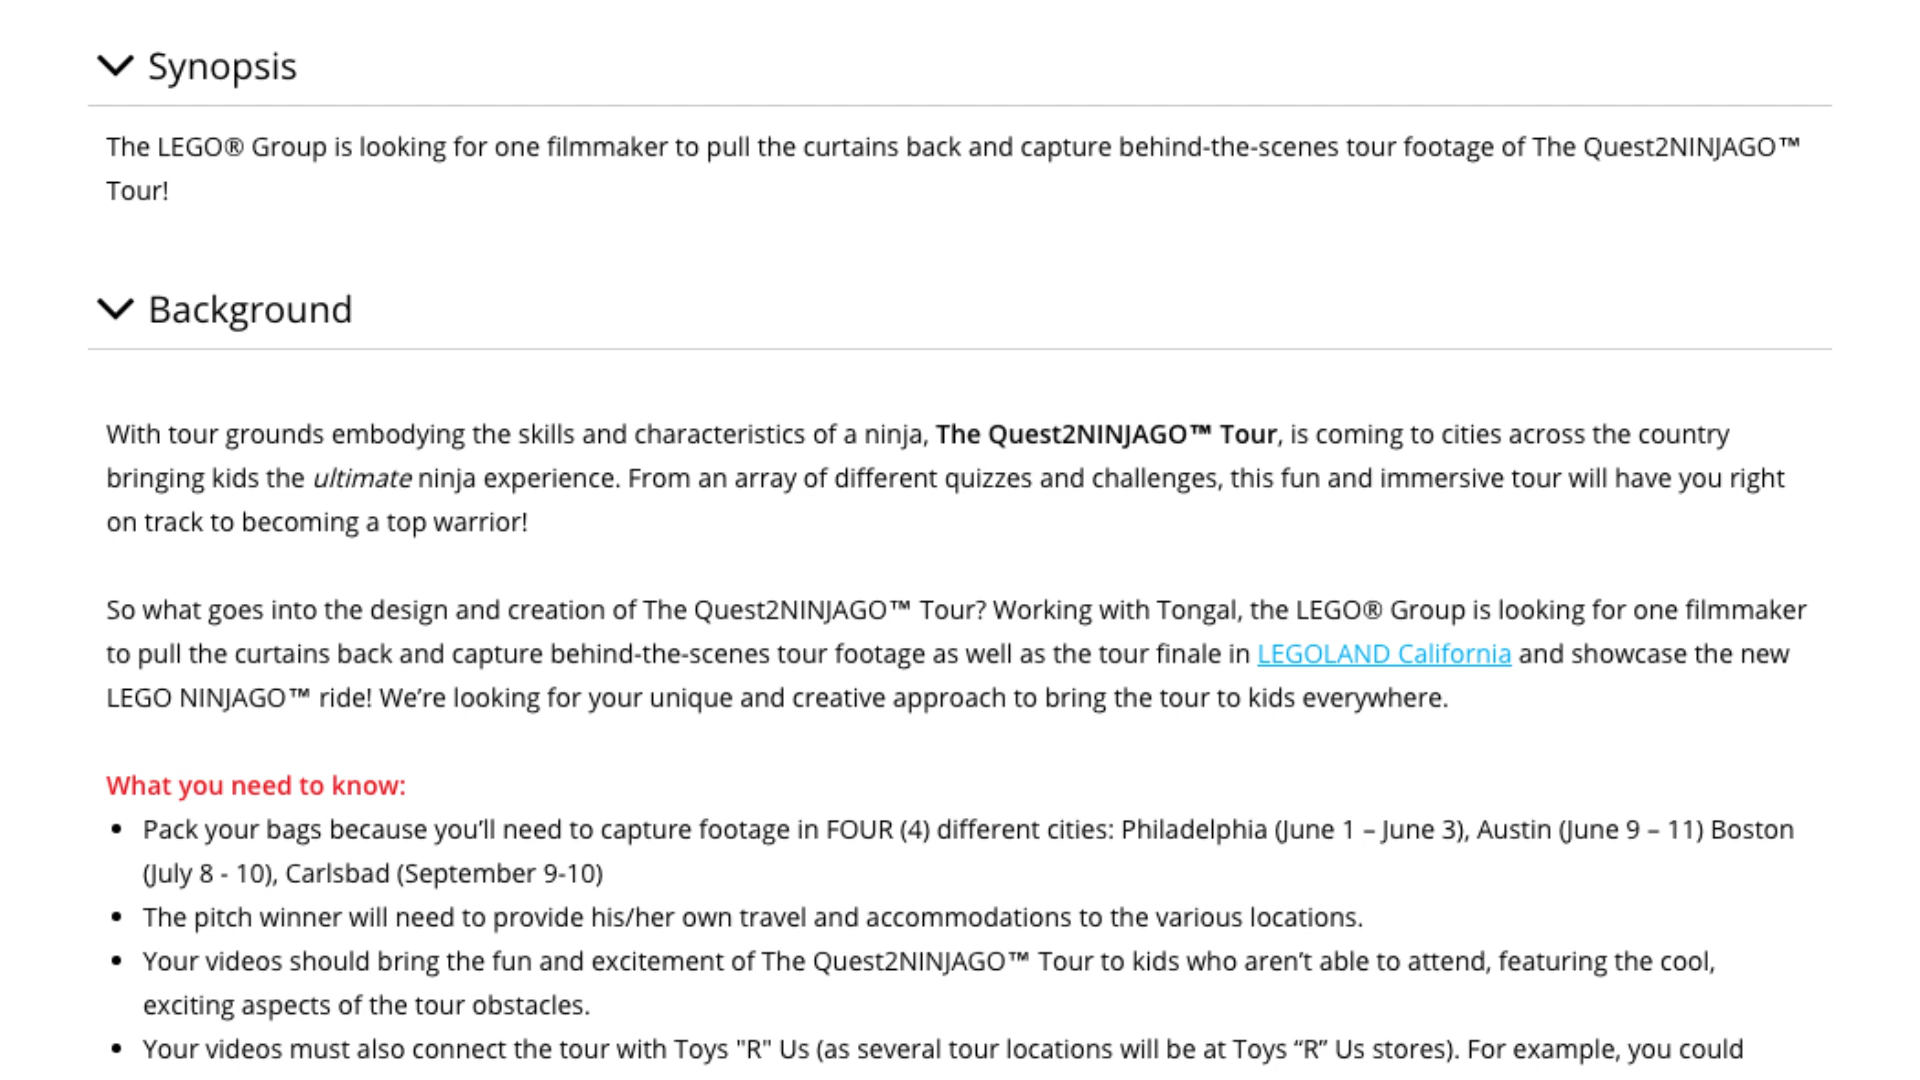 Synopsis
The LEGO® Group is looking for one filmmaker to pull the curtains back and capture behind-the-scenes tour footage of The Quest2NINJAGO™
Tour!
Background
With tour grounds embodying the skills and characteristics of a ninja, The Quest2NINJAGO™ Tour, is coming to cities across the country
bringing kids the ultimate ninja experience. From an array of different quizzes and challenges, this fun and immersive tour will have you right
on track to becoming a top warrior!
So what goes into the design and creation of The Quest2NINJAGO™ Tour? Working with Tongal, the LEGO® Group is looking for one filmmaker
to pull the curtains back and capture behind-the-scenes tour footage as well as the tour finale in LEGOLAND California and showcase the new
LEGO NINJAGO™ ride! We’re looking for your unique and creative approach to bring the tour to kids everywhere.
What you need to know:
• Pack your bags because you’ll need to capture footage in FOUR (4) different cities: Philadelphia (June 1 – June 3), Austin (June 9 – 11) Boston
(July 8 - 10), Carlsbad (September 9-10)
• The pitch winner will need to provide his/her own travel and accommodations to the various locations.
• Your videos should bring the fun and excitement of The Quest2NINJAGO™ Tour to kids who aren’t able to attend, featuring the cool,
exciting aspects of the tour obstacles.
• Your videos must also connect the tour with Toys "R" Us (as several tour locations will be at Toys “R” Us stores). For example, you could